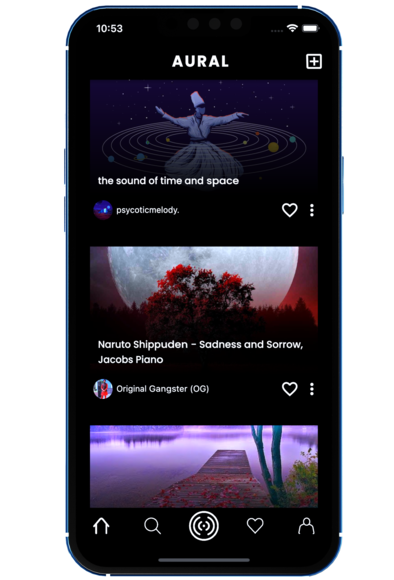 10:53
AURAL
the sound of time and space
psycoticmelody.
Naruto Shippuden - Sadness and Sorrow,
Jacobs Piano
Original Gangster (OG)